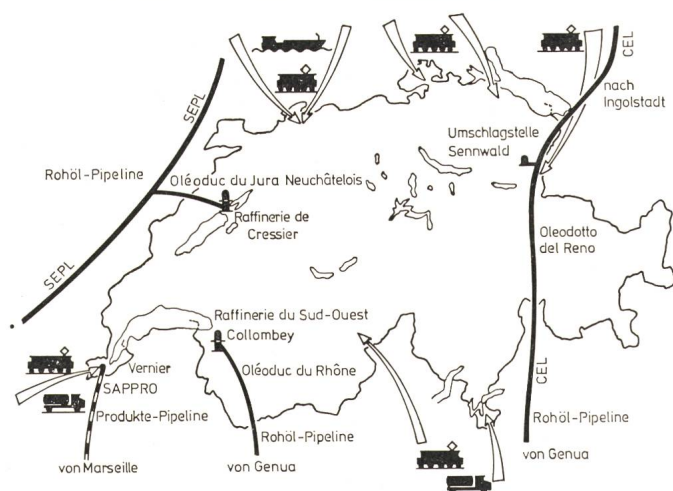 CEL
nach
Ingolstadt
SEPL
Umschlagstelle
Sennwald
Rohöl-Pipeline
Oléoduc du Jura Neuchâtelois
Raffinerie de
Cressier
Oleodotto
del Reno
SEPL
Raffinerie du Sud-Ouest
Collombey
Vernier
SAPPRO
Oléoduc du Rhône
CEL
Produkte-Pipeline
Rohöl-Pipeline
Rohöl-Pipeline
von Marseille
von Genua
von Genua